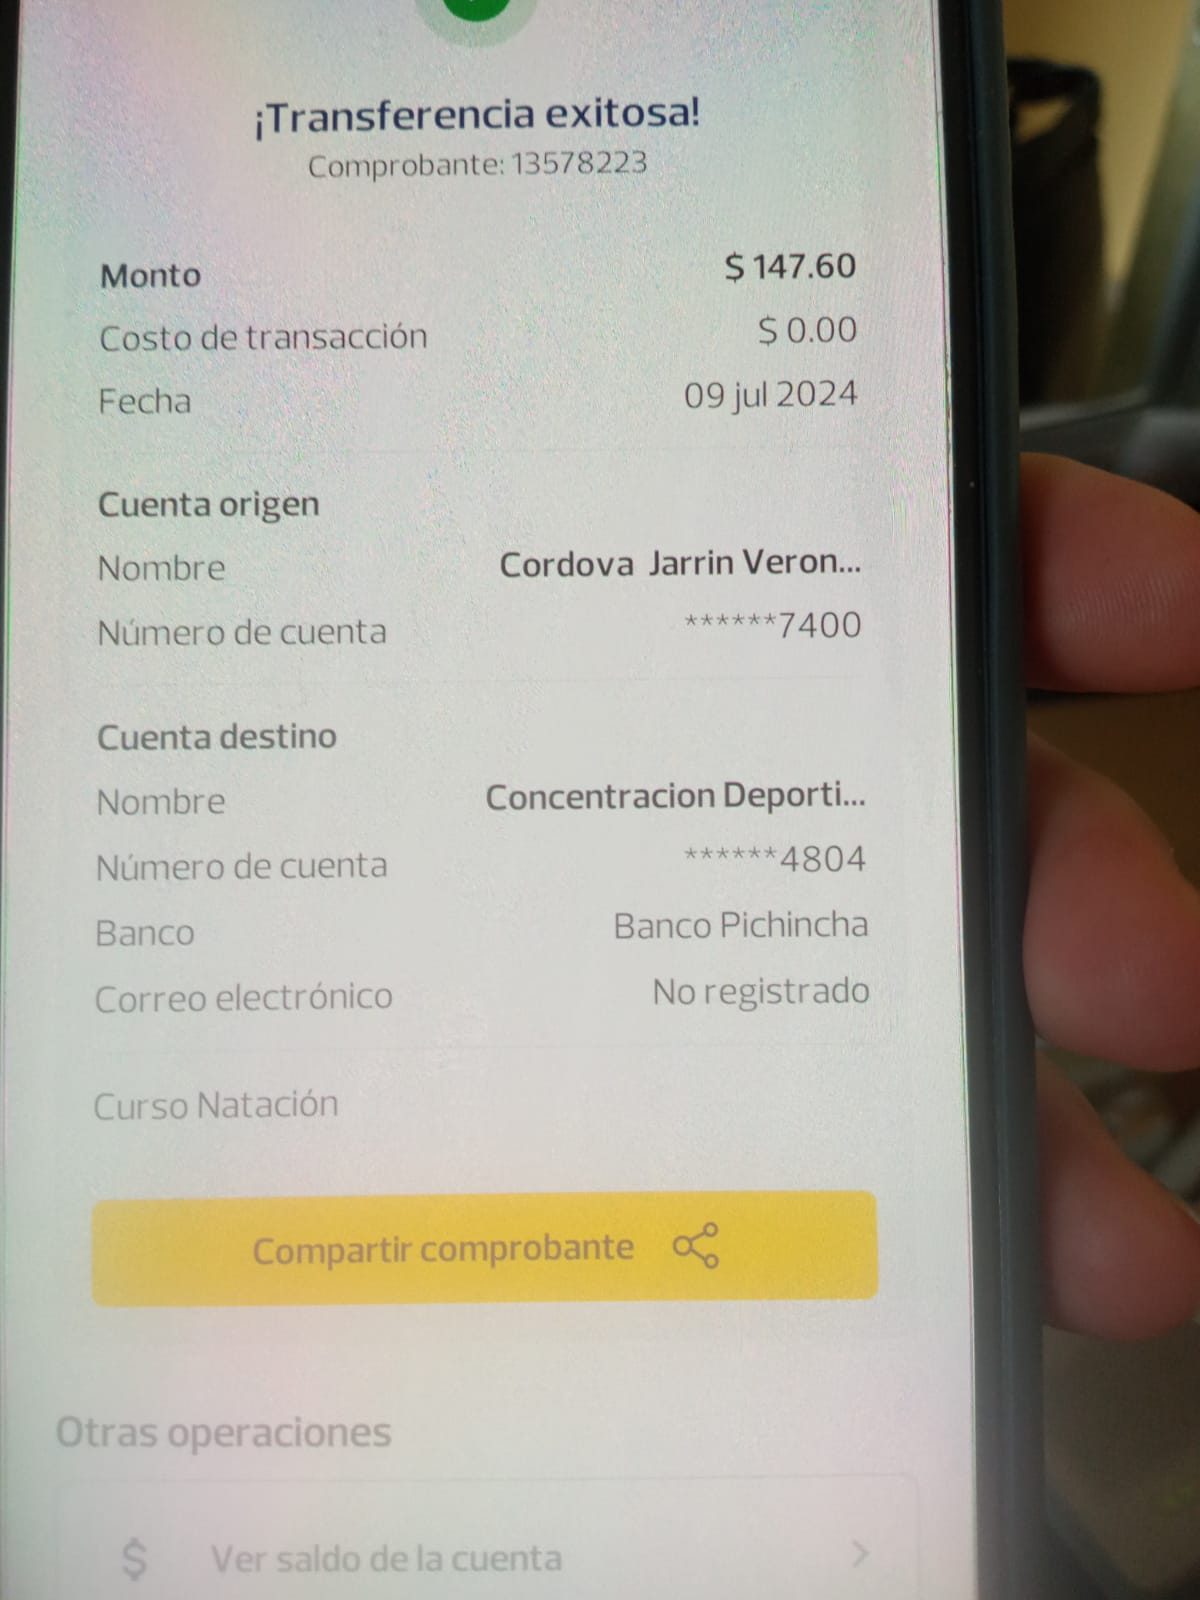 ¡Transferencia exitosa!
Comprobante: 13578223
Monto $ 147.60
Costo de transacción $ 0.00
Fecha 09 jul 2024
Cuenta origen
Nombre Cordova Jarrin Veron...
Número de cuenta ******7400
Cuenta destino
Nombre Concentracion Deporti...
Número de cuenta ******4804
Banco Banco Pichincha
Correo electrónico No registrado
Curso Natación
Compartir comprobante
Otras operaciones
$ Ver saldo de la cuenta >